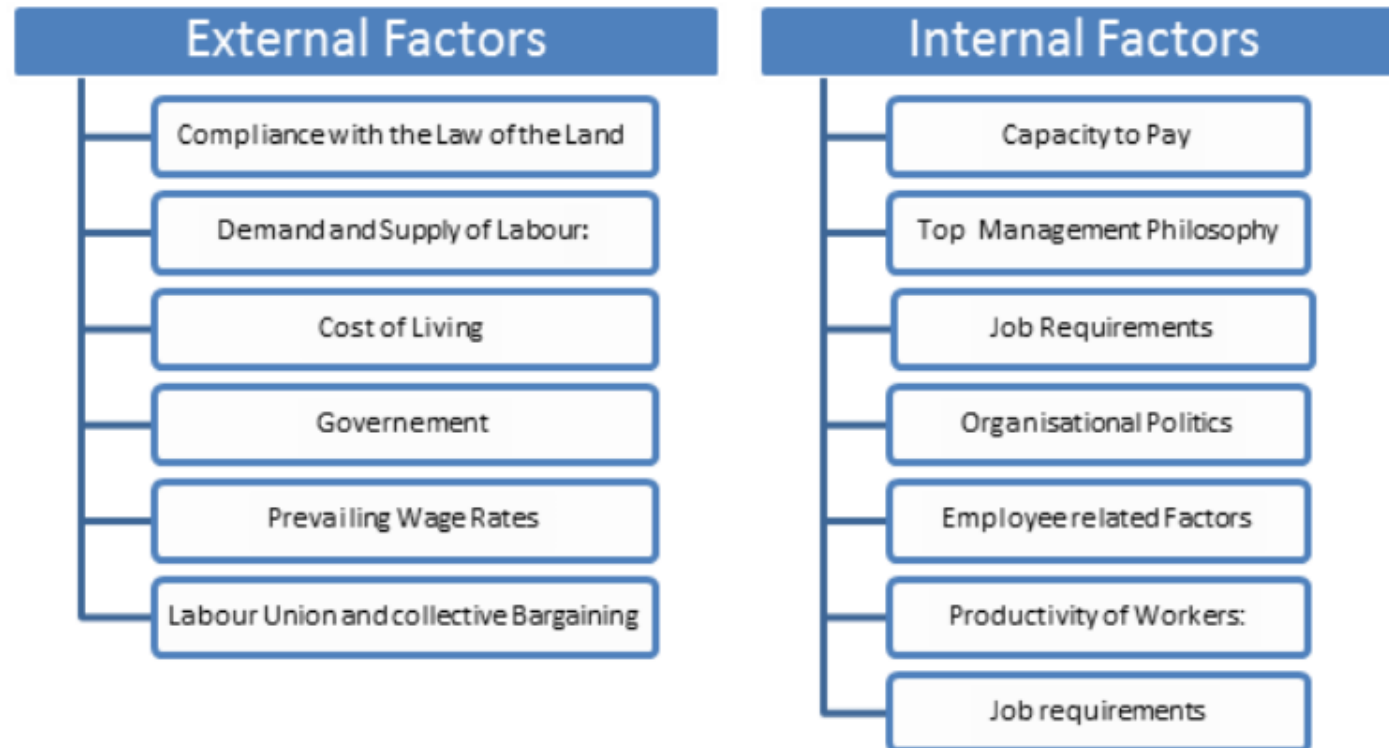 External Factors
Compliance with the Law of the Land
Demand and Supply of Labour:
Cost of Living
Governement
Prevailing Wage Rates
Labour Union and collective Bargaining
Internal Factors
Capacity to Pay
Top Management Philosophy
Job Requirements
Organisational Politics
Employee related Factors
Productivity of Workers:
Job requirements